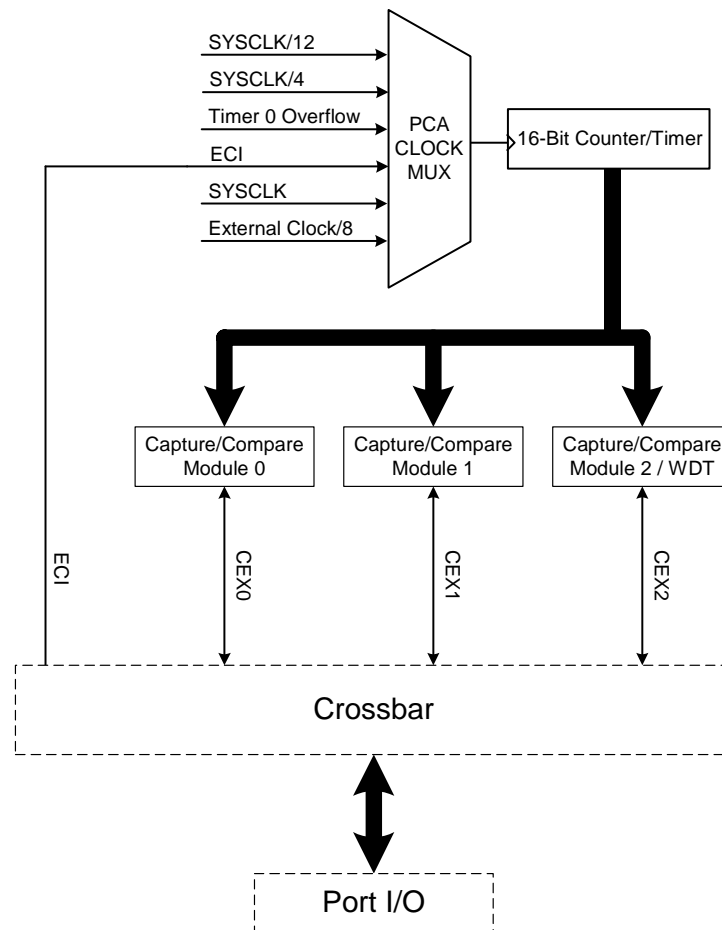 SYSCLK/12
SYSCLK/4
Timer 0 Overflow
ECI
SYSCLK
External Clock/8
PCA
CLOCK
MUX
16-Bit Counter/Timer
Capture/Compare
Module 0
Capture/Compare
Module 1
Capture/Compare
Module 2 / WDT
ECI
CEX0
CEX1
CEX2
Crossbar
Port I/O